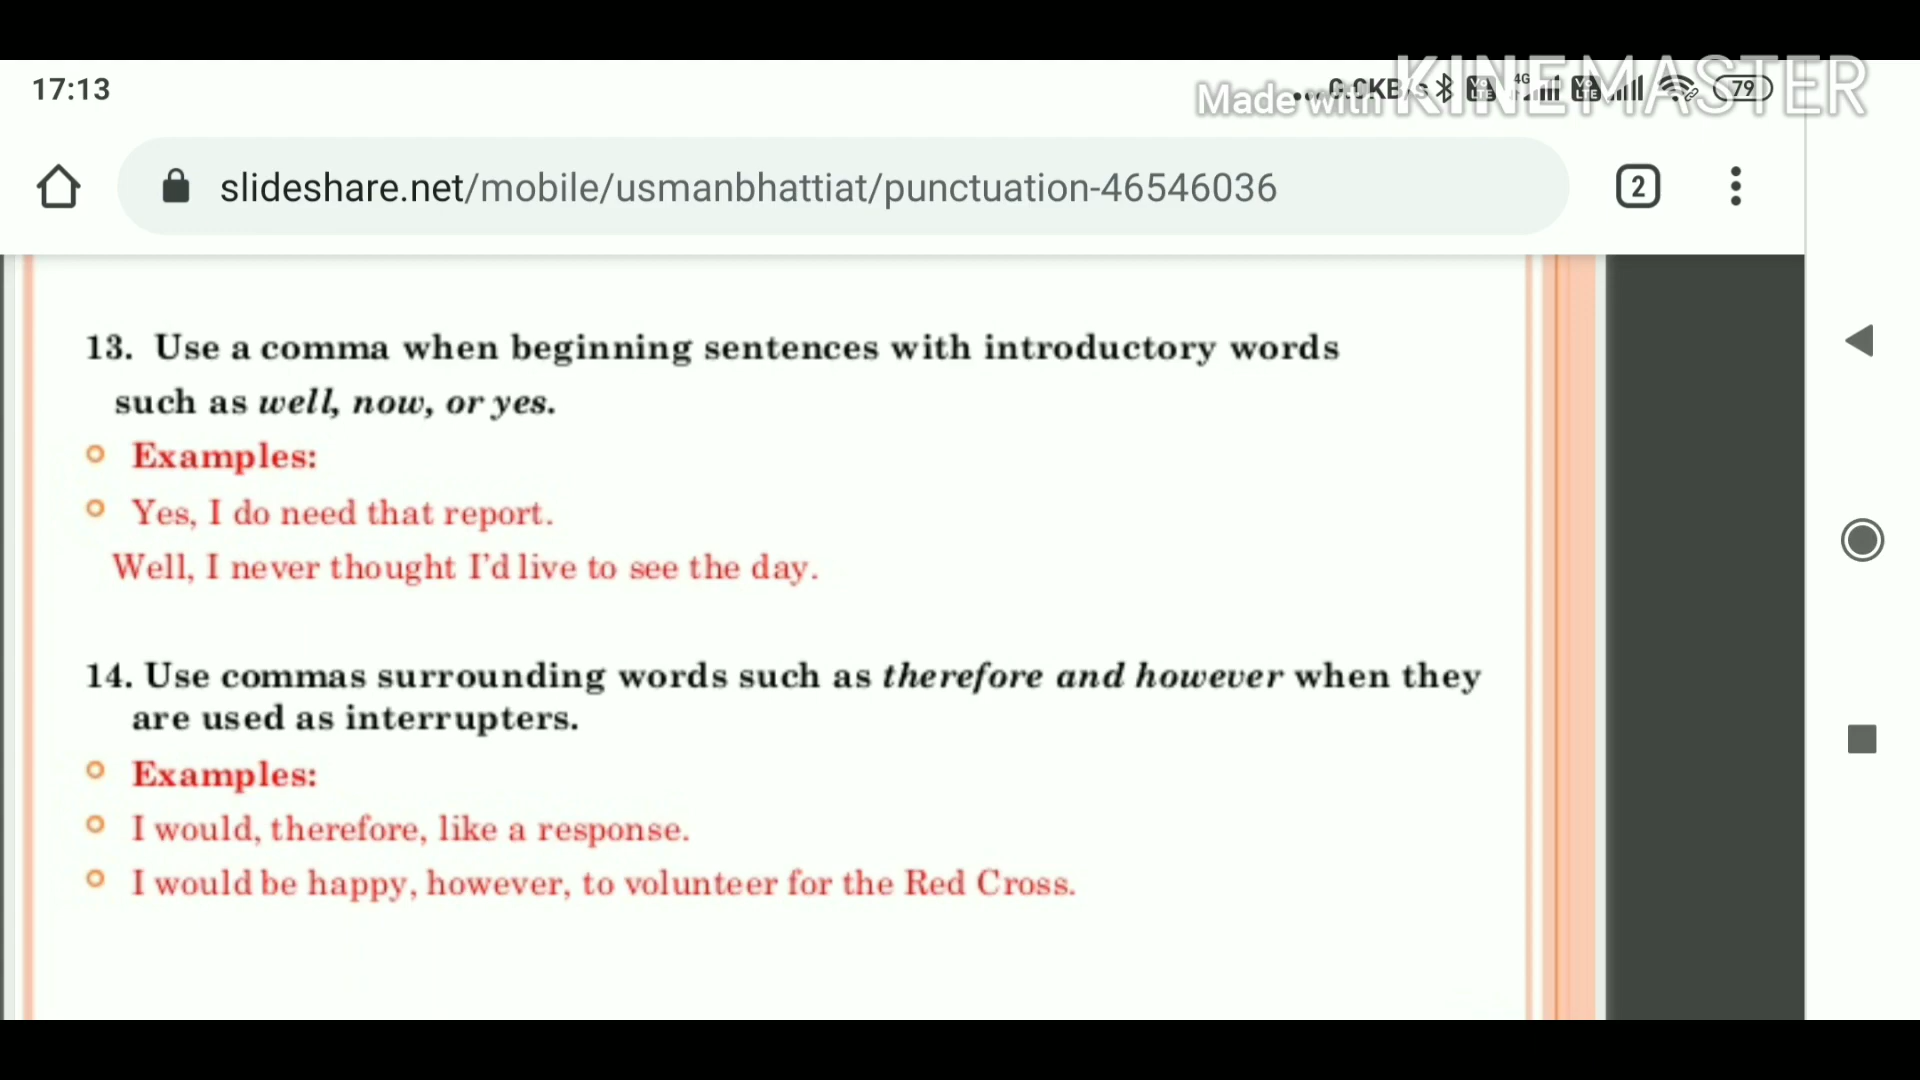 17:13
Made with KINEMASTER
79
slideshare.net/mobile/usmanbhattiat/punctuation-46546036
2
13. Use a comma when beginning sentences with introductory words
such as well, now, or yes.
Examples:
Yes, I do need that report.
Well, I never thought I'd live to see the day.
14. Use commas surrounding words such as therefore and however when they
are used as interrupters.
Examples:
I would, therefore, like a response.
I would be happy, however, to volunteer for the Red Cross.